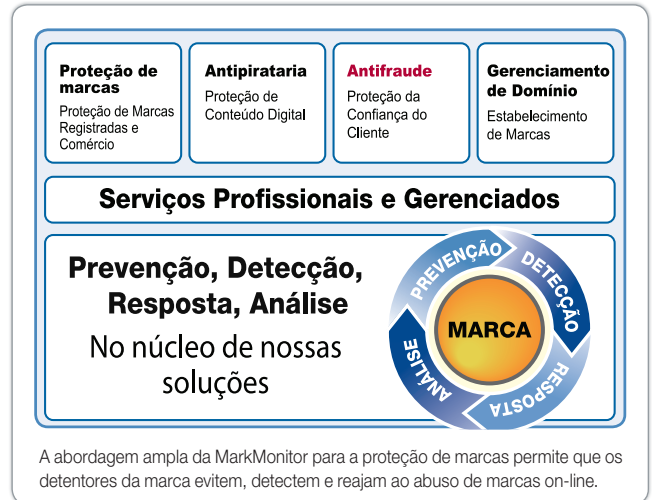 Proteção de
marcas
Proteção de Marcas
Registradas e
Comércio
Antipirataria
Proteção de
Conteúdo Digital
Antifraude
Proteção da
Confiança do
Cliente
Gerenciamento
de Domínio
Estabelecimento
de Marcas
Serviços Profissionais e Gerenciados
Prevenção, Detecção,
Resposta, Análise
No núcleo de nossas
soluções
PREVENÇÃO
DETECÇÃO
RESPOSTA
ANÁLISE
MARCA
A abordagem ampla da MarkMonitor para a proteção de marcas permite que os
detentores da marca evitem, detectem e reajam ao abuso de marcas on-line.